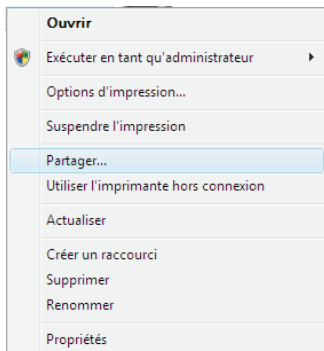 Ouvrir
Exécuter en tant qu'administrateur
Options d'impression...
Suspendre l'impression
Partager...
Utiliser l'imprimante hors connexion
Actualiser
Créer un raccourci
Supprimer
Renommer
Propriétés